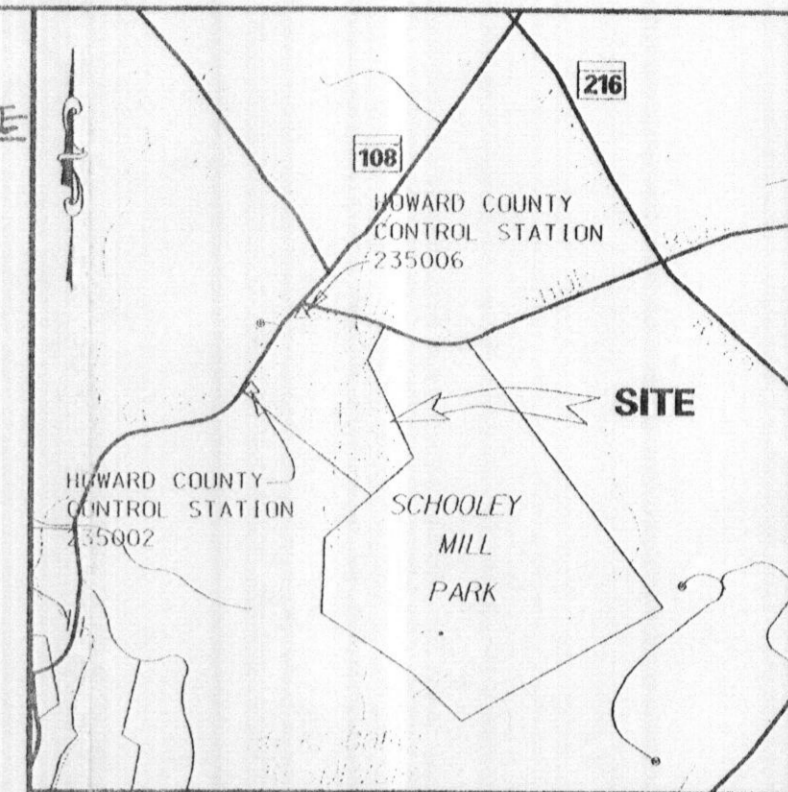 216
108
HOWARD COUNTY
CONTROL STATION
235006
SITE
HOWARD COUNTY
CONTROL STATION
235002
SCHOOLEY
MILL
PARK